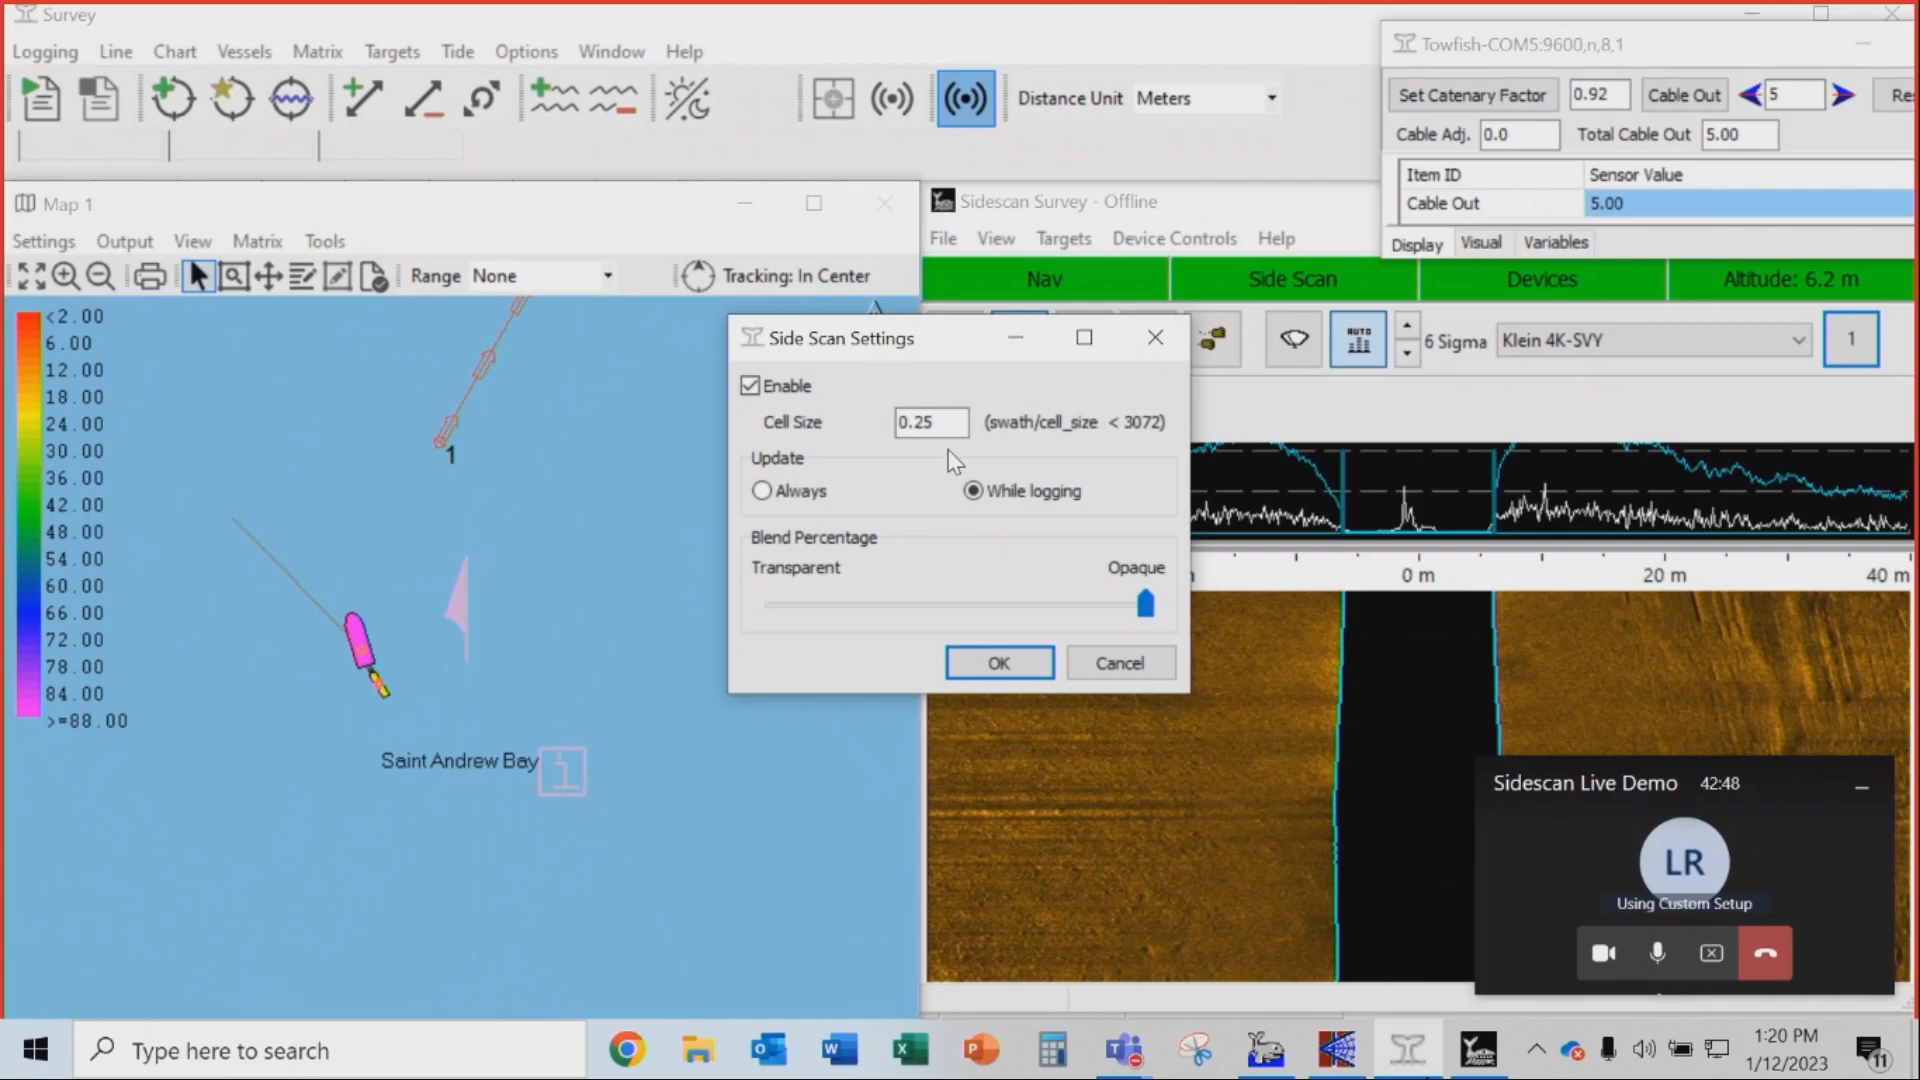 Survey
Logging Line Chart Vessels Matrix Targets Tide Options Window Help
Distance Unit Meters
Towfish-COM5:9600,n,8,1
Set Catenary Factor 0.92 Cable Out 5
Cable Adj. 0.0 Total Cable Out 5.00
Item ID Sensor Value
Cable Out 5.00
Display Visual Variables
Map 1
Settings Output View Matrix Tools
Range None Tracking: In Center
<2.00
6.00
12.00
18.00
24.00
30.00
36.00
42.00
48.00
54.00
60.00
66.00
72.00
78.00
84.00
>=88.00
1
Saint Andrew Bay
i
Sidescan Survey - Offline
File View Targets Device Controls Help
Nav Side Scan Devices Altitude: 6.2 m
AUTO 6 Sigma Klein 4K-SVY 1
0 m 20 m 40 m
Side Scan Settings
Enable
Cell Size 0.25 (swath/cell_size < 3072)
Update
Always While logging
Blend Percentage
Transparent Opaque
OK Cancel
Sidescan Live Demo 42:48
LR
Using Custom Setup
Type here to search
1:20 PM
1/12/2023
11